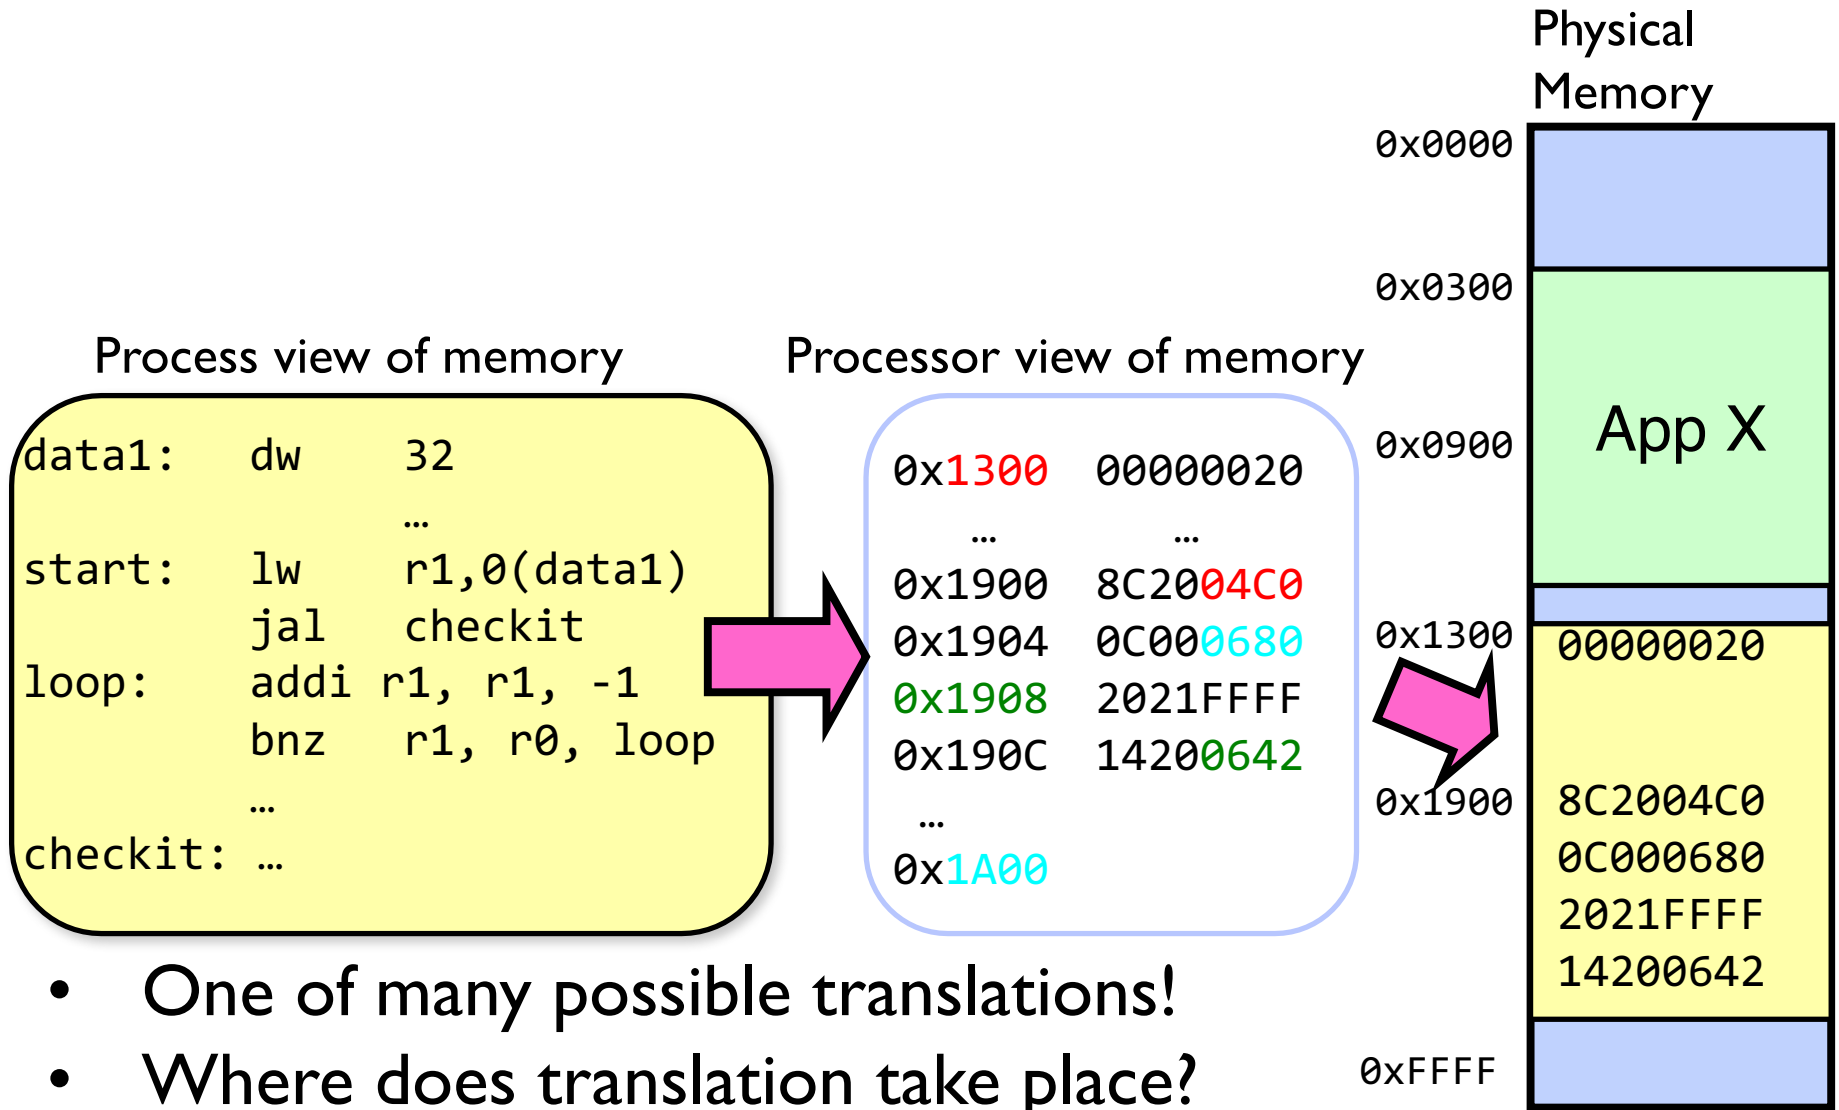 Physical
Memory
0x0000
0x0300
0x0900
0x1300
0x1900
0xFFFF
App X
00000020
8C2004C0
0C000680
2021FFFF
14200642
Process view of memory
data1: dw 32
…
start: lw r1,0(data1)
jal checkit
loop: addi r1, r1, -1
bnz r1, r0, loop
…
checkit: …
Processor view of memory
0x1300 00000020
… …
0x1900 8C2004C0
0x1904 0C000680
0x1908 2021FFFF
0x190C 14200642
…
0x1A00
• One of many possible translations!
• Where does translation take place?